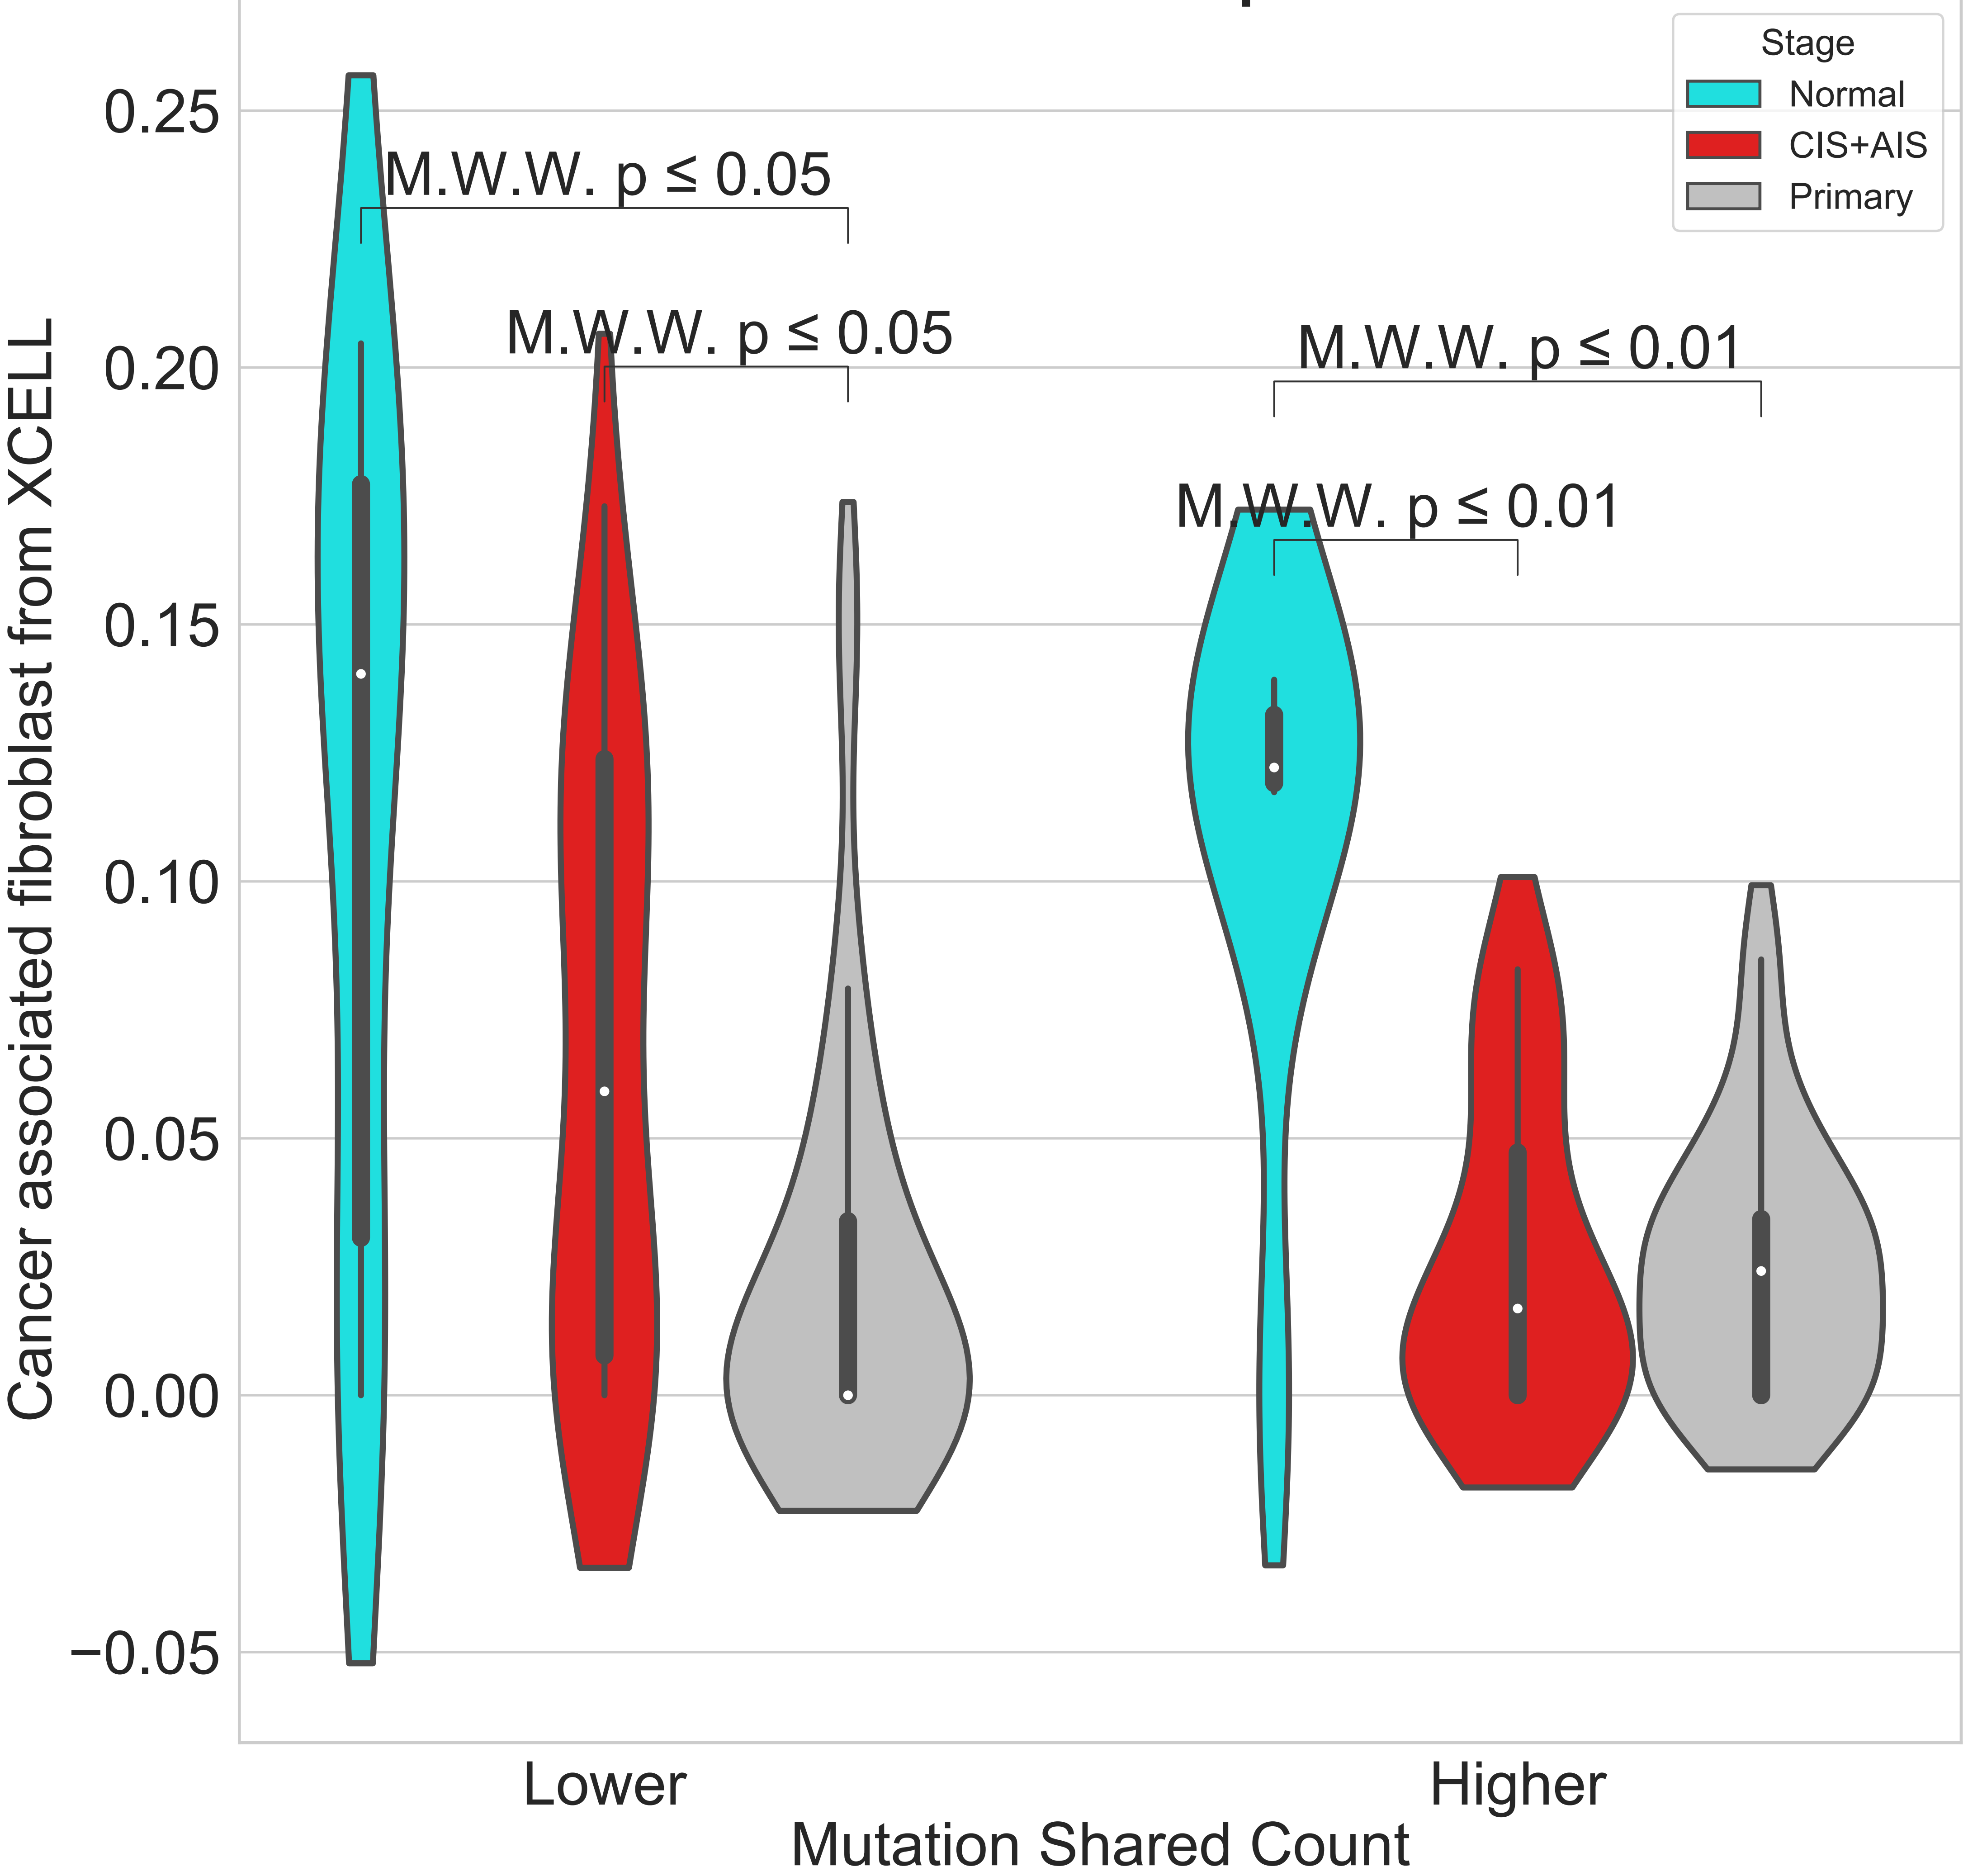 Stage
Normal
CIS+AIS
Primary
Cancer associated fibroblast from XCELL
0.25
0.20
0.15
0.10
0.05
0.00
−0.05
M.W.W. p ≤ 0.05
M.W.W. p ≤ 0.05
M.W.W. p ≤ 0.01
M.W.W. p ≤ 0.01
Lower
Higher
Mutation Shared Count